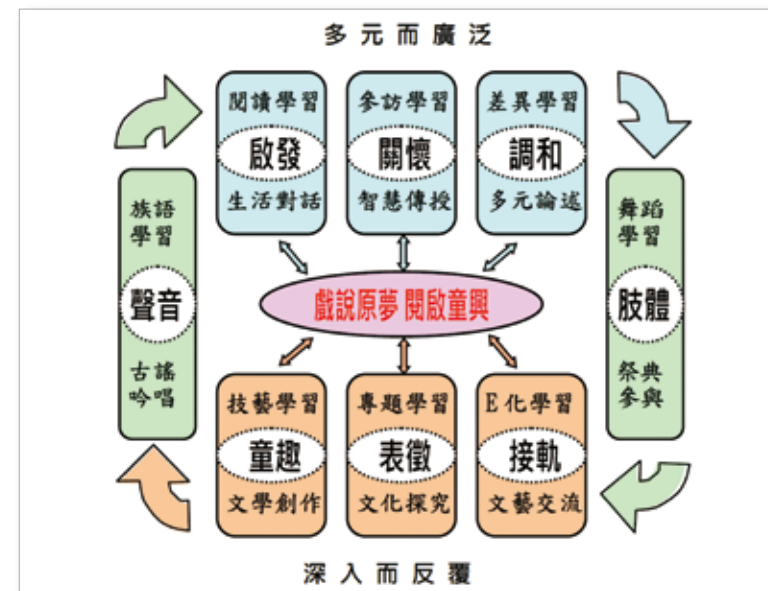 多元而廣泛
閱讀學習
啟發
生活對話
參訪學習
關懷
智慧傳授
差異學習
調和
多元論述
族語
學習
聲音
古謠
吟唱
戲說原夢 閱啟童興
舞蹈
學習
肢體
祭典
參與
技藝學習
童趣
文學創作
專題學習
表徵
文化探究
E化學習
接軌
文藝交流
深入而反覆